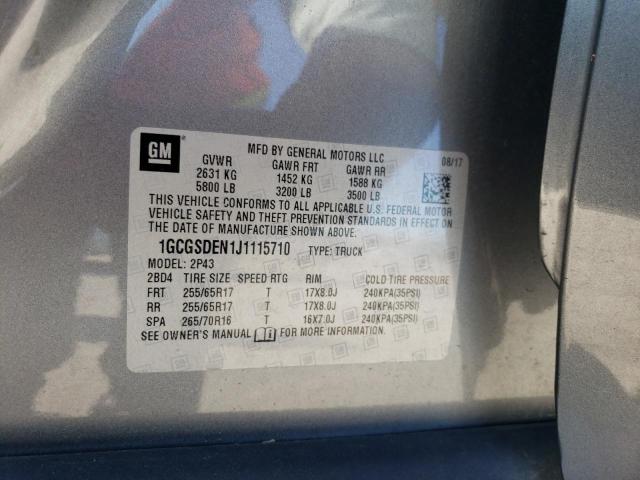 GM
MFD BY GENERAL MOTORS LLC 08/17
GVWR GAWR FRT GAWR RR
2631 KG 1452 KG 1588 KG
5800 LB 3200 LB 3500 LB
THIS VEHICLE CONFORMS TO ALL APPLICABLE U.S. FEDERAL MOTOR
VEHICLE SAFETY AND THEFT PREVENTION STANDARDS IN EFFECT ON
THE DATE OF MANUFACTURE SHOWN ABOVE.
1GCGSDEN1J1115710 TYPE: TRUCK
MODEL: 2P43
2BD4 TIRE SIZE SPEED RTG RIM COLD TIRE PRESSURE
FRT 255/65R17 T 17X8.0J 240KPA(35PSI)
RR 255/65R17 T 17X8.0J 240KPA(35PSI)
SPA 265/70R16 T 16X7.0J 240KPA(35PSI)
SEE OWNER'S MANUAL FOR MORE INFORMATION.